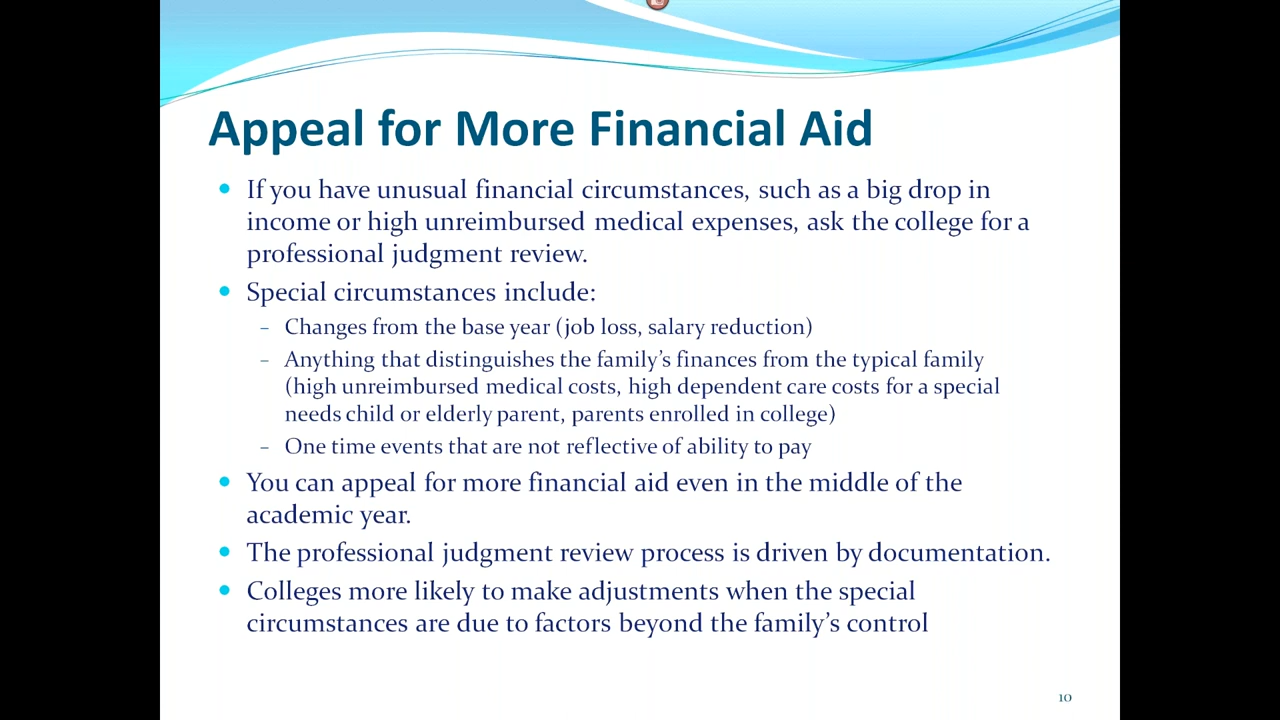 Appeal for More Financial Aid
• If you have unusual financial circumstances, such as a big drop in
income or high unreimbursed medical expenses, ask the college for a
professional judgment review.
• Special circumstances include:
– Changes from the base year (job loss, salary reduction)
– Anything that distinguishes the family's finances from the typical family
(high unreimbursed medical costs, high dependent care costs for a special
needs child or elderly parent, parents enrolled in college)
– One time events that are not reflective of ability to pay
• You can appeal for more financial aid even in the middle of the
academic year.
• The professional judgment review process is driven by documentation.
• Colleges more likely to make adjustments when the special
circumstances are due to factors beyond the family's control
10